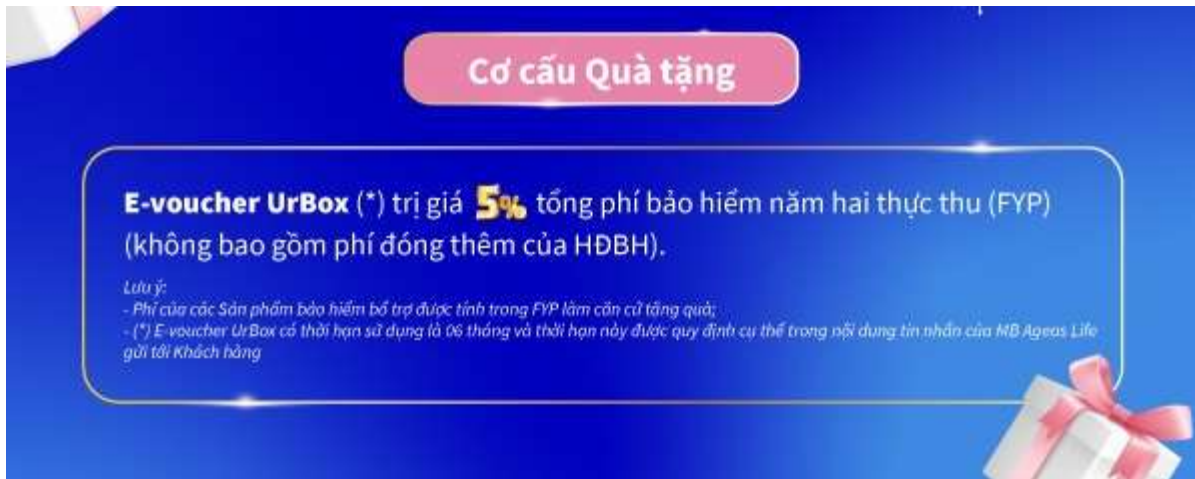 Cơ cấu Quà tặng
E-voucher UrBox (*) trị giá 5% tổng phí bảo hiểm năm hai thực thu (FYP)
(không bao gồm phí đóng thêm của HĐBH).
Lưu ý:
- Phí của các Sản phẩm bảo hiểm bổ trợ được tính trong FYP làm căn cứ tặng quà;
- (*) E-voucher UrBox có thời hạn sử dụng là 06 tháng và thời hạn này được quy định cụ thể trong nội dung tin nhắn của MB Ageas Life
gửi tới Khách hàng